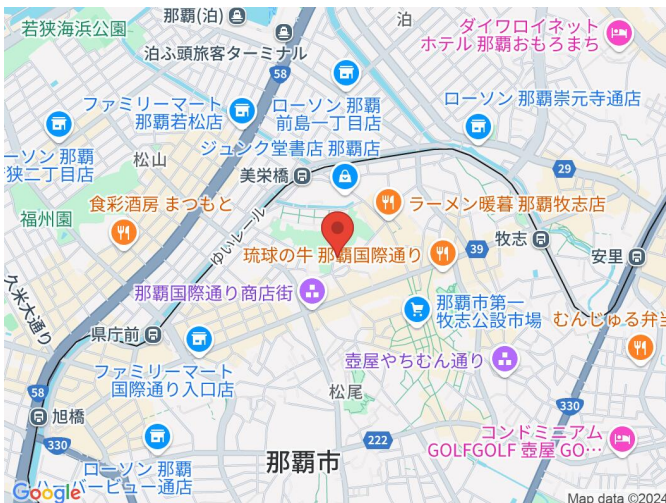 那覇(泊)
泊
若狭海浜公園
泊ふ頭旅客ターミナル
58
ダイワロイネット
ホテル 那覇おもろまち
ファミリーマート
那覇若松店
ローソン 那覇
前島一丁目店
ローソン 那覇崇元寺通店
ジュンク堂書店 那覇店
ーソン 那覇
狭二丁目店
松山
美栄橋
29
食彩酒房 まつもと
福州園
ゆいレール
ラーメン暖暮 那覇牧志店
牧志
安里
琉球の牛 那覇国際通り
39
久米大通り
那覇国際通り商店街
那覇市第一
牧志公設市場
むんじゅる弁当
県庁前
ファミリーマート
国際通り入口店
壺屋やちむん通り
松尾
58
旭橋
330
330
222
コンドミニアム
GOLFGOLF 壺屋 GO…
ローソン 那覇
ハーバービュー通店
那覇市
Google
Map data ©2024